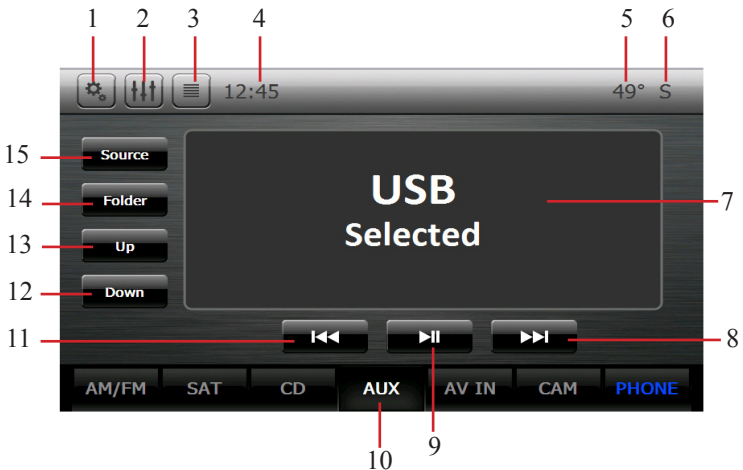 1 2 3 4 5 6
12:45 49° S
15 Source
14 Folder
13 Up
12 Down
USB
Selected
7
11 8
AM/FM SAT CD AUX AV IN CAM PHONE
10 9